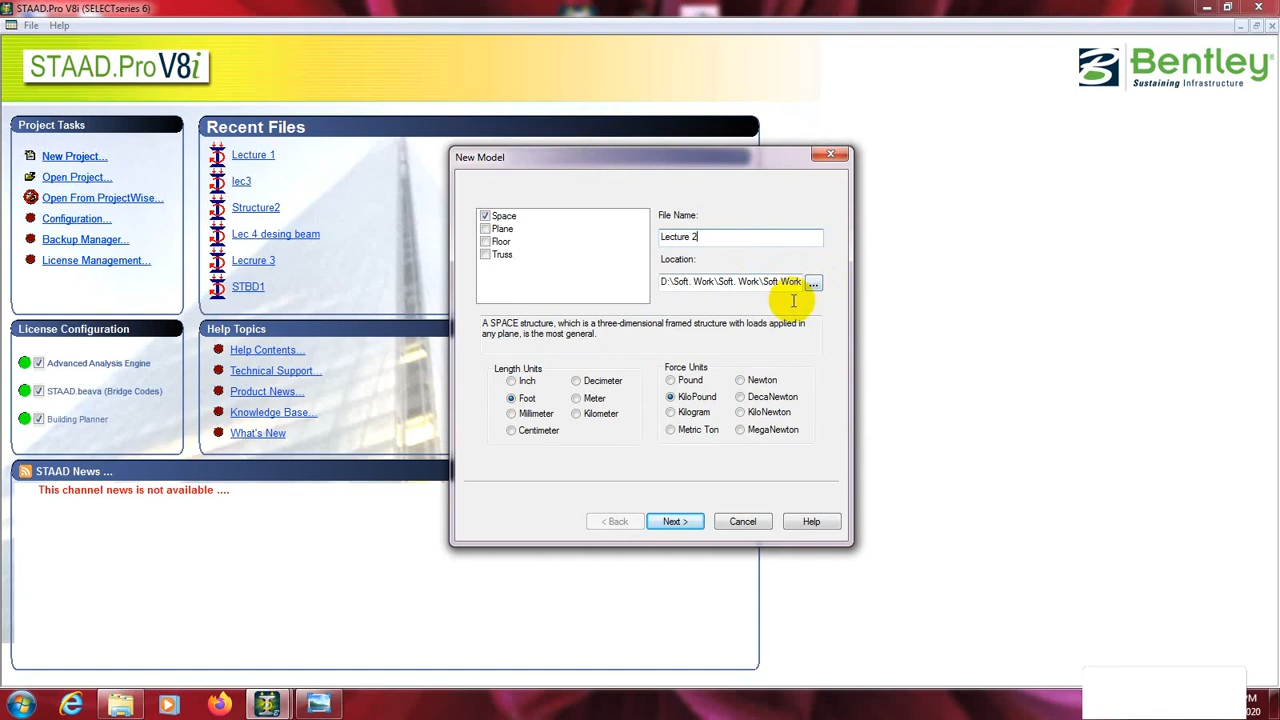 STAAD.Pro V8i (SELECTseries 6)
File Help
STAAD.ProV8i
Bentley
Sustaining Infrastructure
Project Tasks
New Project...
Open Project...
Open From ProjectWise...
Configuration...
Backup Manager...
License Management...
Recent Files
Lecture 1
lec3
Structure2
Lec 4 desing beam
Lecrure 3
STBD1
License Configuration
Advanced Analysis Engine
STAAD.beava (Bridge Codes)
Building Planner
Help Topics
Help Contents...
Technical Support...
Product News...
Knowledge Base...
What's New
STAAD News ...
This channel news is not available ....
New Model
Space
Plane
Floor
Truss
File Name:
Lecture 2
Location:
D:\Soft. Work\Soft. Work\Soft Work
...
A SPACE structure, which is a three-dimensional framed structure with loads applied in
any plane, is the most general.
Length Units
Inch Decimeter
Foot Meter
Millimeter Kilometer
Centimeter
Force Units
Pound Newton
KiloPound DecaNewton
Kilogram KiloNewton
Metric Ton MegaNewton
< Back Next > Cancel Help
PM
2020